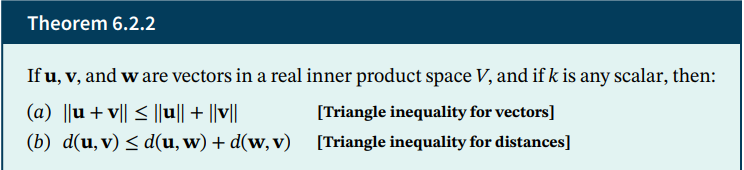 Theorem 6.2.2
If u, v, and w are vectors in a real inner product space V, and if k is any scalar, then:
(a) ||u + v|| ≤ ||u|| + ||v|| [Triangle inequality for vectors]
(b) d(u, v) ≤ d(u, w) + d(w, v) [Triangle inequality for distances]